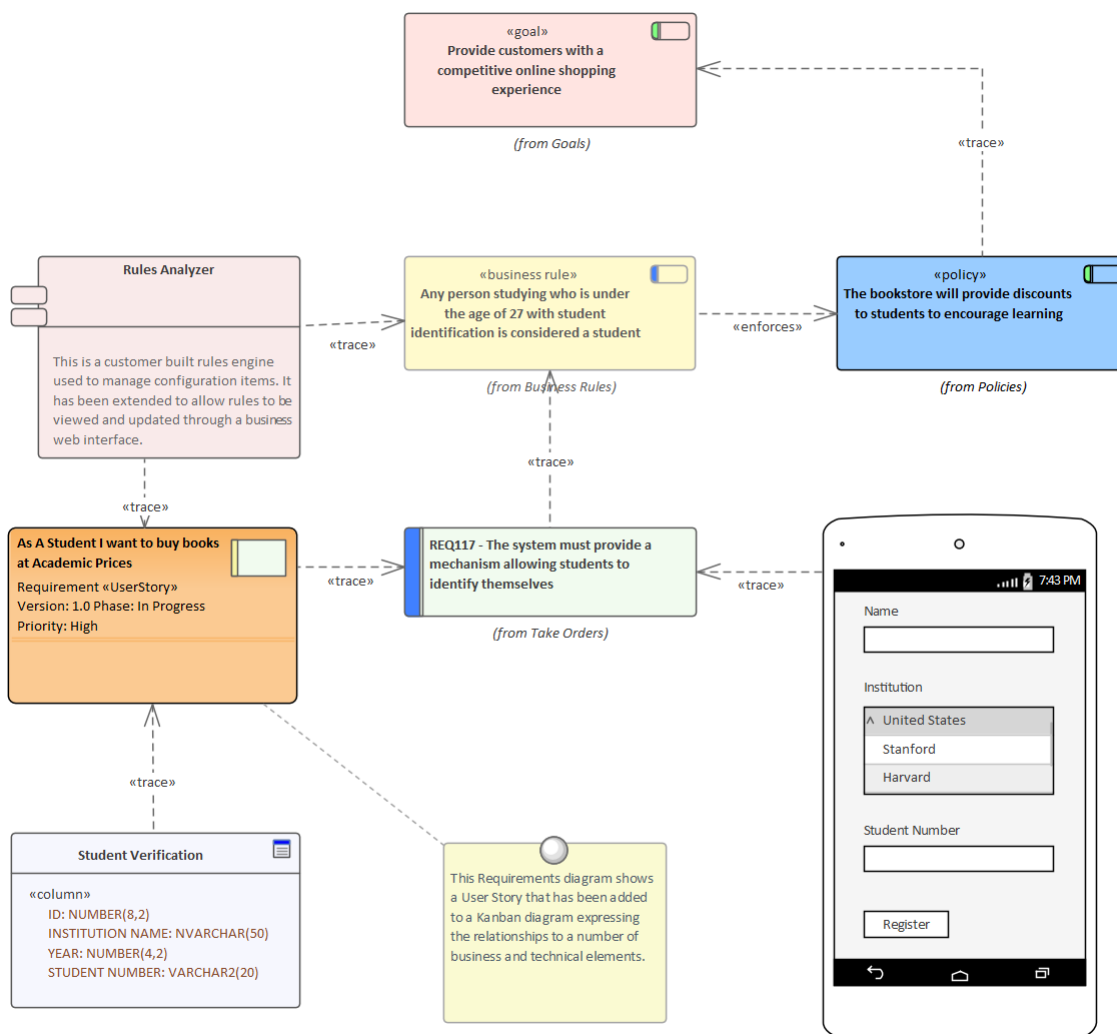 «goal»
Provide customers with a
competitive online shopping
experience
(from Goals)
«trace»
Rules Analyzer
This is a customer built rules engine
used to manage configuration items. It
has been extended to allow rules to be
viewed and updated through a business
web interface.
«trace»
«business rule»
Any person studying who is under
the age of 27 with student
identification is considered a student
(from Business Rules)
«enforces»
«policy»
The bookstore will provide discounts
to students to encourage learning
(from Policies)
«trace»
«trace»
As A Student I want to buy books
at Academic Prices
Requirement «UserStory»
Version: 1.0 Phase: In Progress
Priority: High
«trace»
REQ117 - The system must provide a
mechanism allowing students to
identify themselves
(from Take Orders)
«trace»
7:43 PM
Name
Institution
United States
Stanford
Harvard
Student Number
Register
«trace»
Student Verification
«column»
ID: NUMBER(8,2)
INSTITUTION NAME: NVARCHAR(50)
YEAR: NUMBER(4,2)
STUDENT NUMBER: VARCHAR2(20)
This Requirements diagram shows
a User Story that has been added
to a Kanban diagram expressing
the relationships to a number of
business and technical elements.